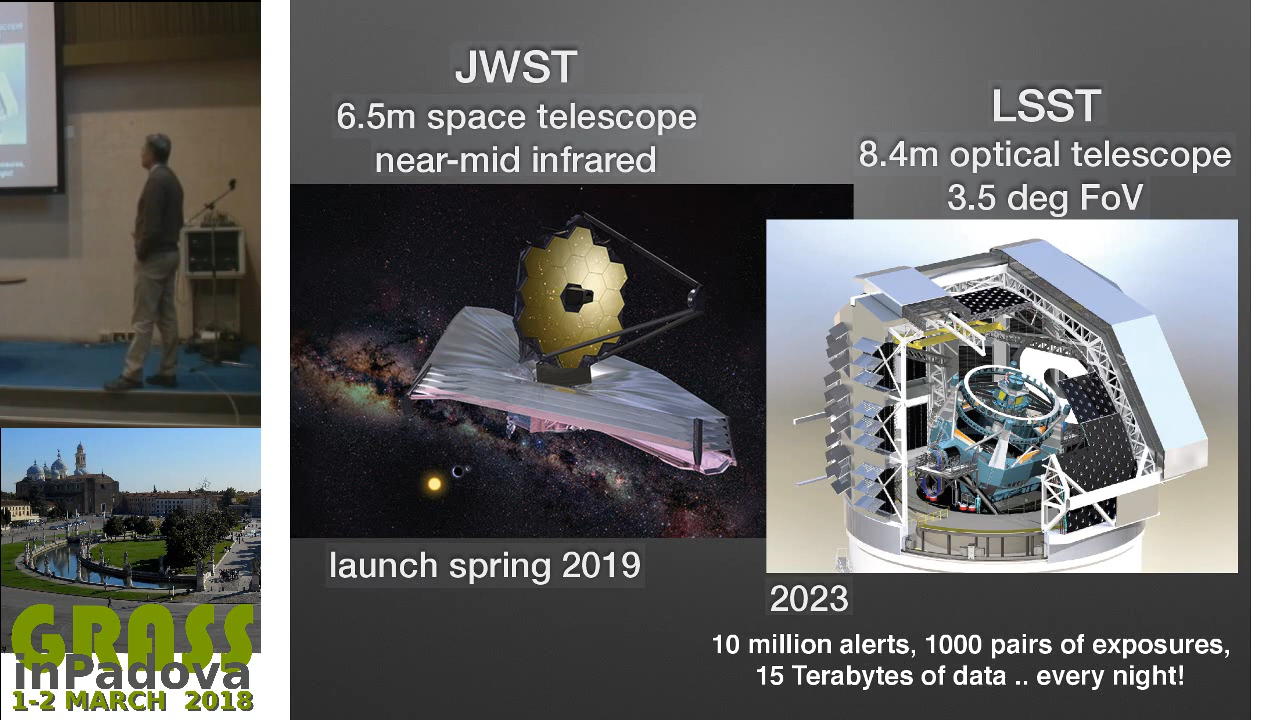 JWST
6.5m space telescope
near-mid infrared
LSST
8.4m optical telescope
3.5 deg FoV
launch spring 2019
2023
10 million alerts, 1000 pairs of exposures,
15 Terabytes of data .. every night!
GRASS
inPadova
1-2 MARCH 2018